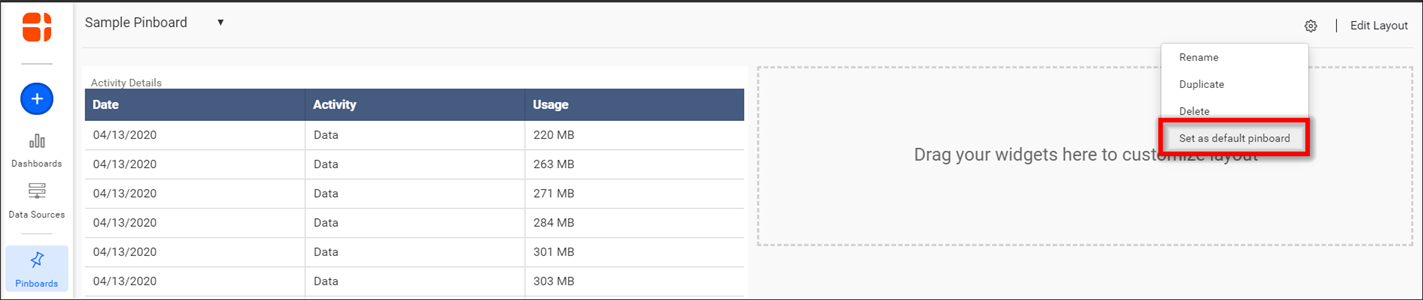 Sample Pinboard
Edit Layout
Rename
Duplicate
Delete
Set as default pinboard
Dashboards
Data Sources
Pinboards
Activity Details
Date Activity Usage
04/13/2020 Data 220 MB
04/13/2020 Data 263 MB
04/13/2020 Data 271 MB
04/13/2020 Data 284 MB
04/13/2020 Data 301 MB
04/13/2020 Data 303 MB
Drag your widgets here to customize layout